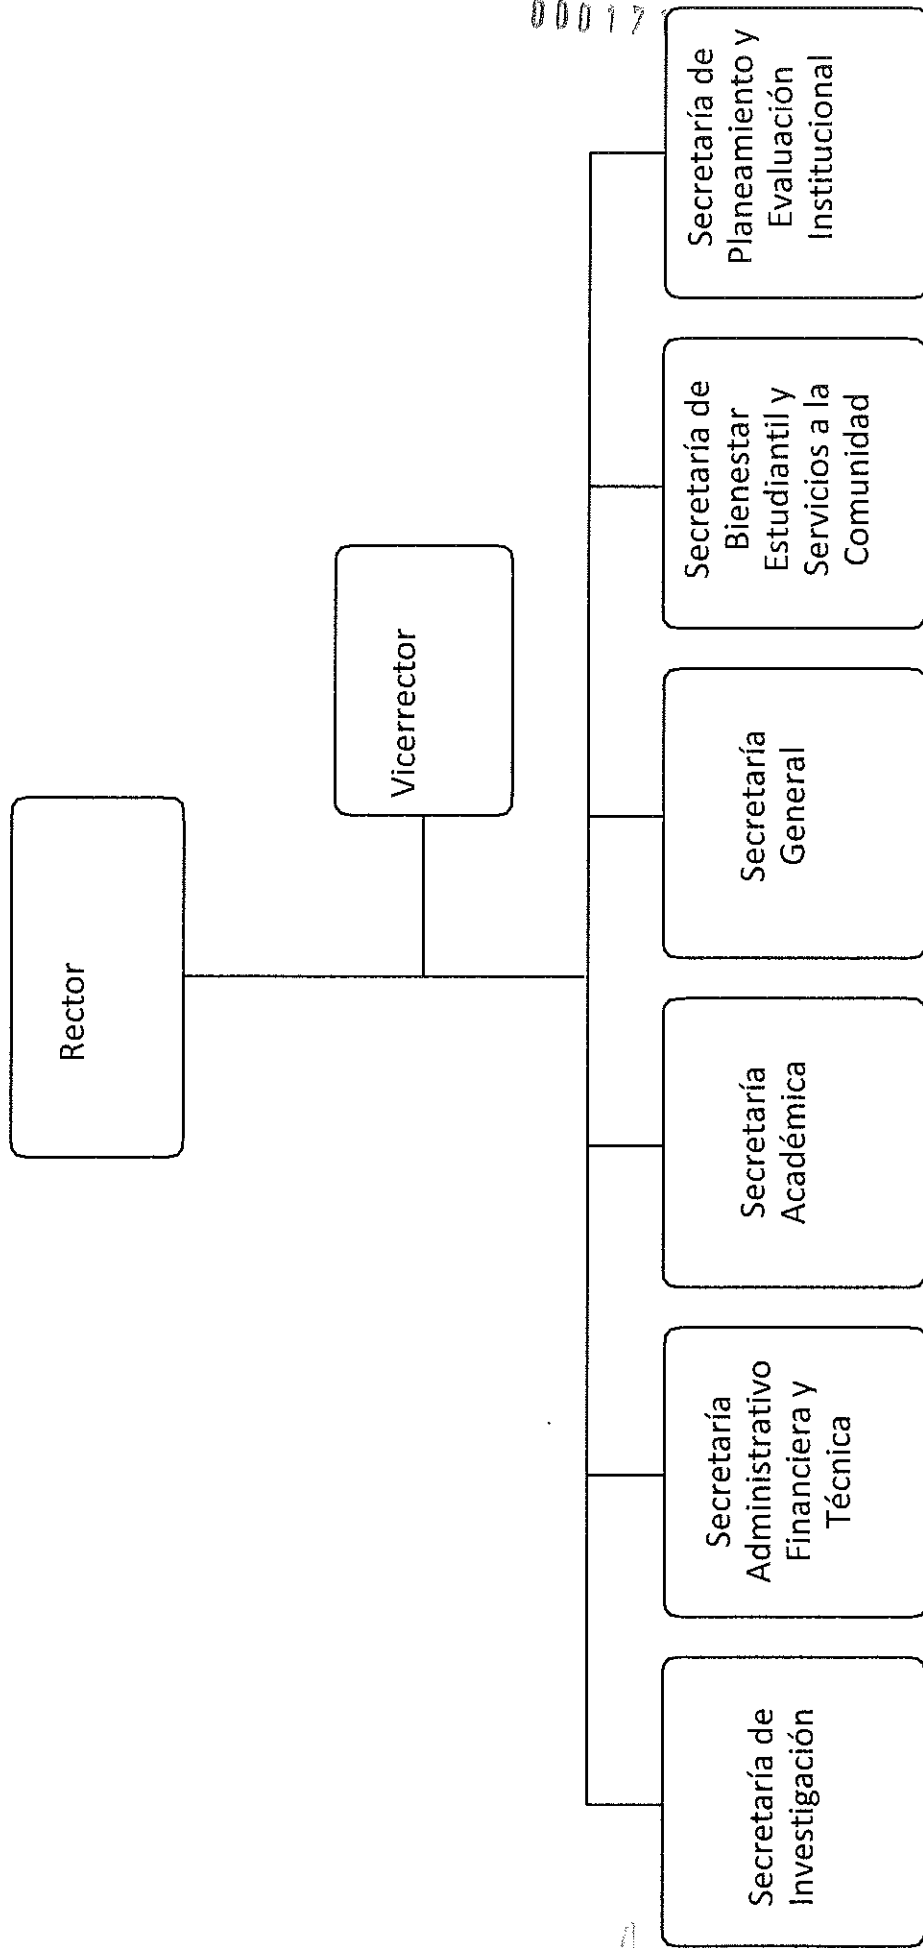 Rector
Vicerrector
Secretaría de
Investigación
Secretaría
Administrativo
Financiera y
Técnica
Secretaría
Académica
Secretaría
General
Secretaría de
Bienestar
Estudiantil y
Servicios a la
Comunidad
Secretaría de
Planeamiento y
Evaluación
Institucional